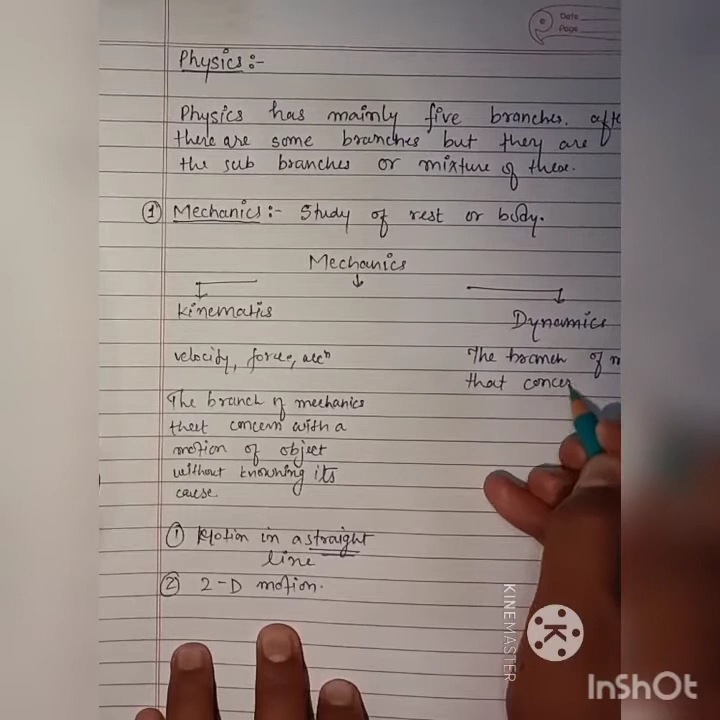 Date
Page
Physics :-
Physics has mainly five branches. afte
there are some branches but they are
the sub branches or mixture of these.
① Mechanics :- Study of rest or body.
Mechanics
Kinematics
Dynamics
velocity, force, accⁿ
The branch of m
that concer
The branch of mechanics
that concern with a
motion of object
without knowning its
cause
① Motion in a straight
line
② 2-D motion.
KINEMASTER
InShOt